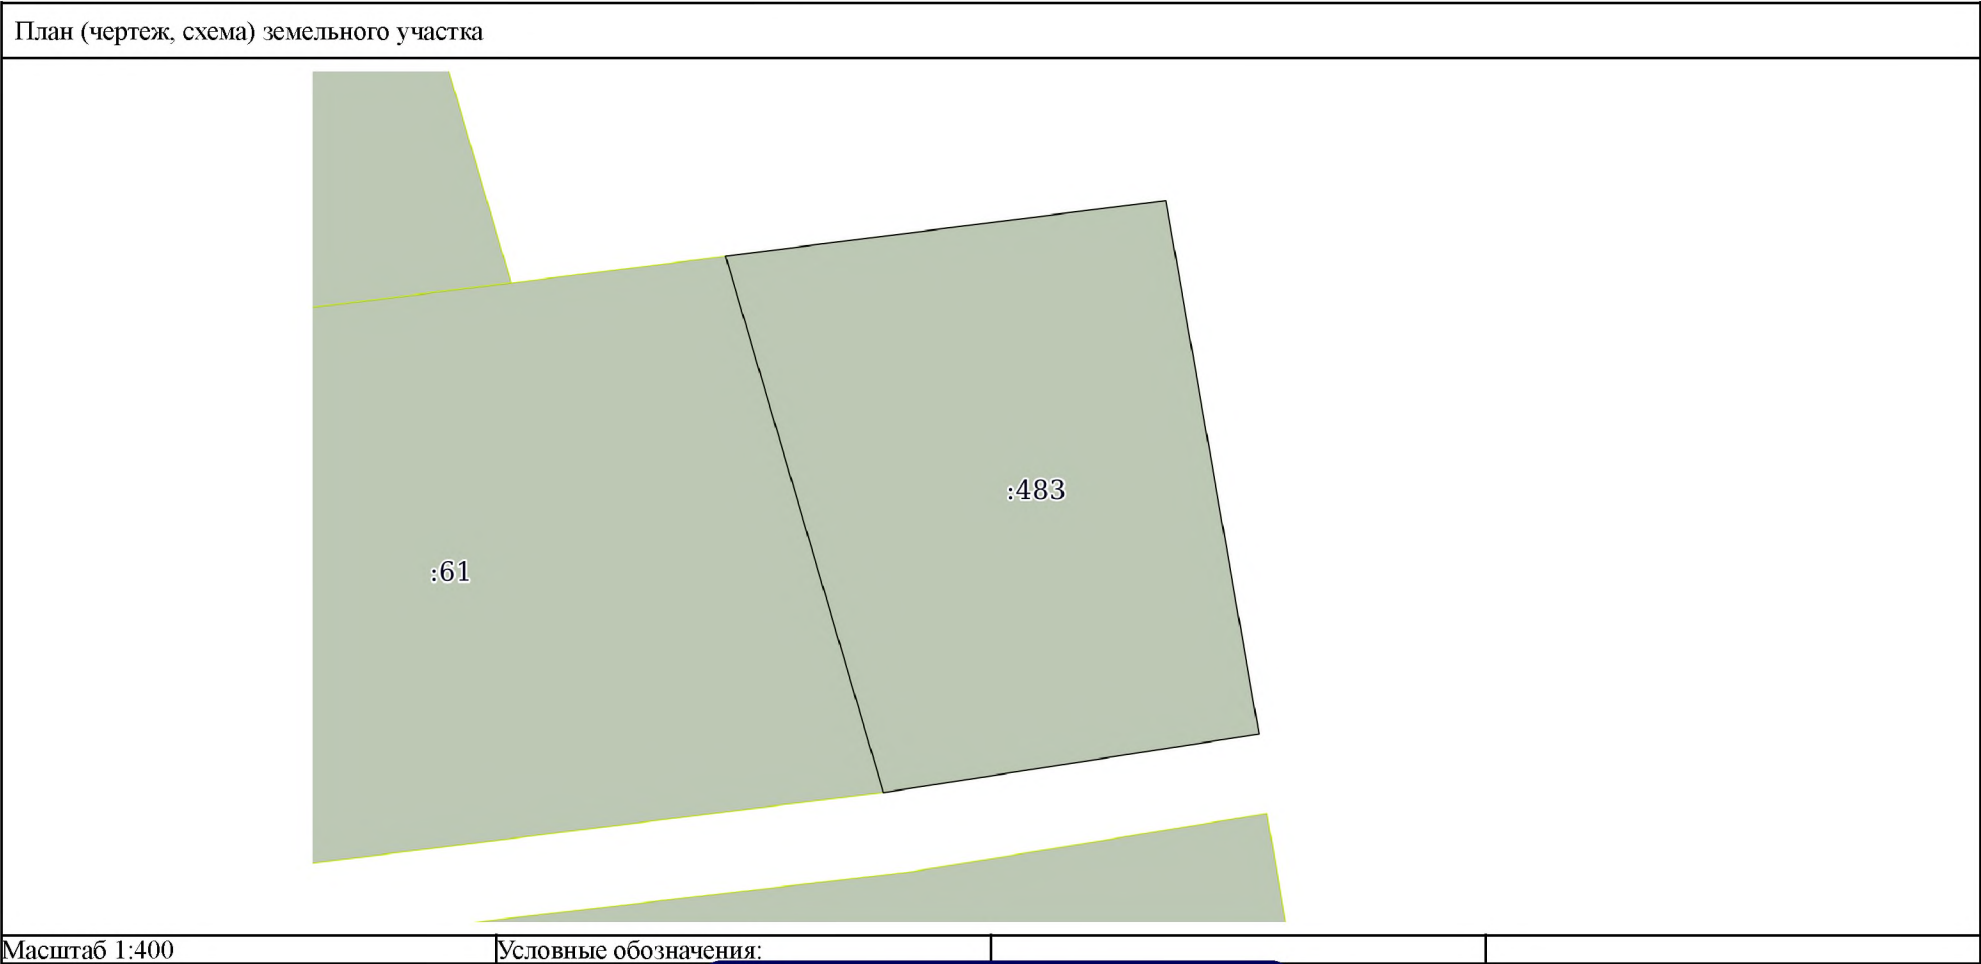 План (чертеж, схема) земельного участка
:483
:61
Масштаб 1:400
Условные обозначения: